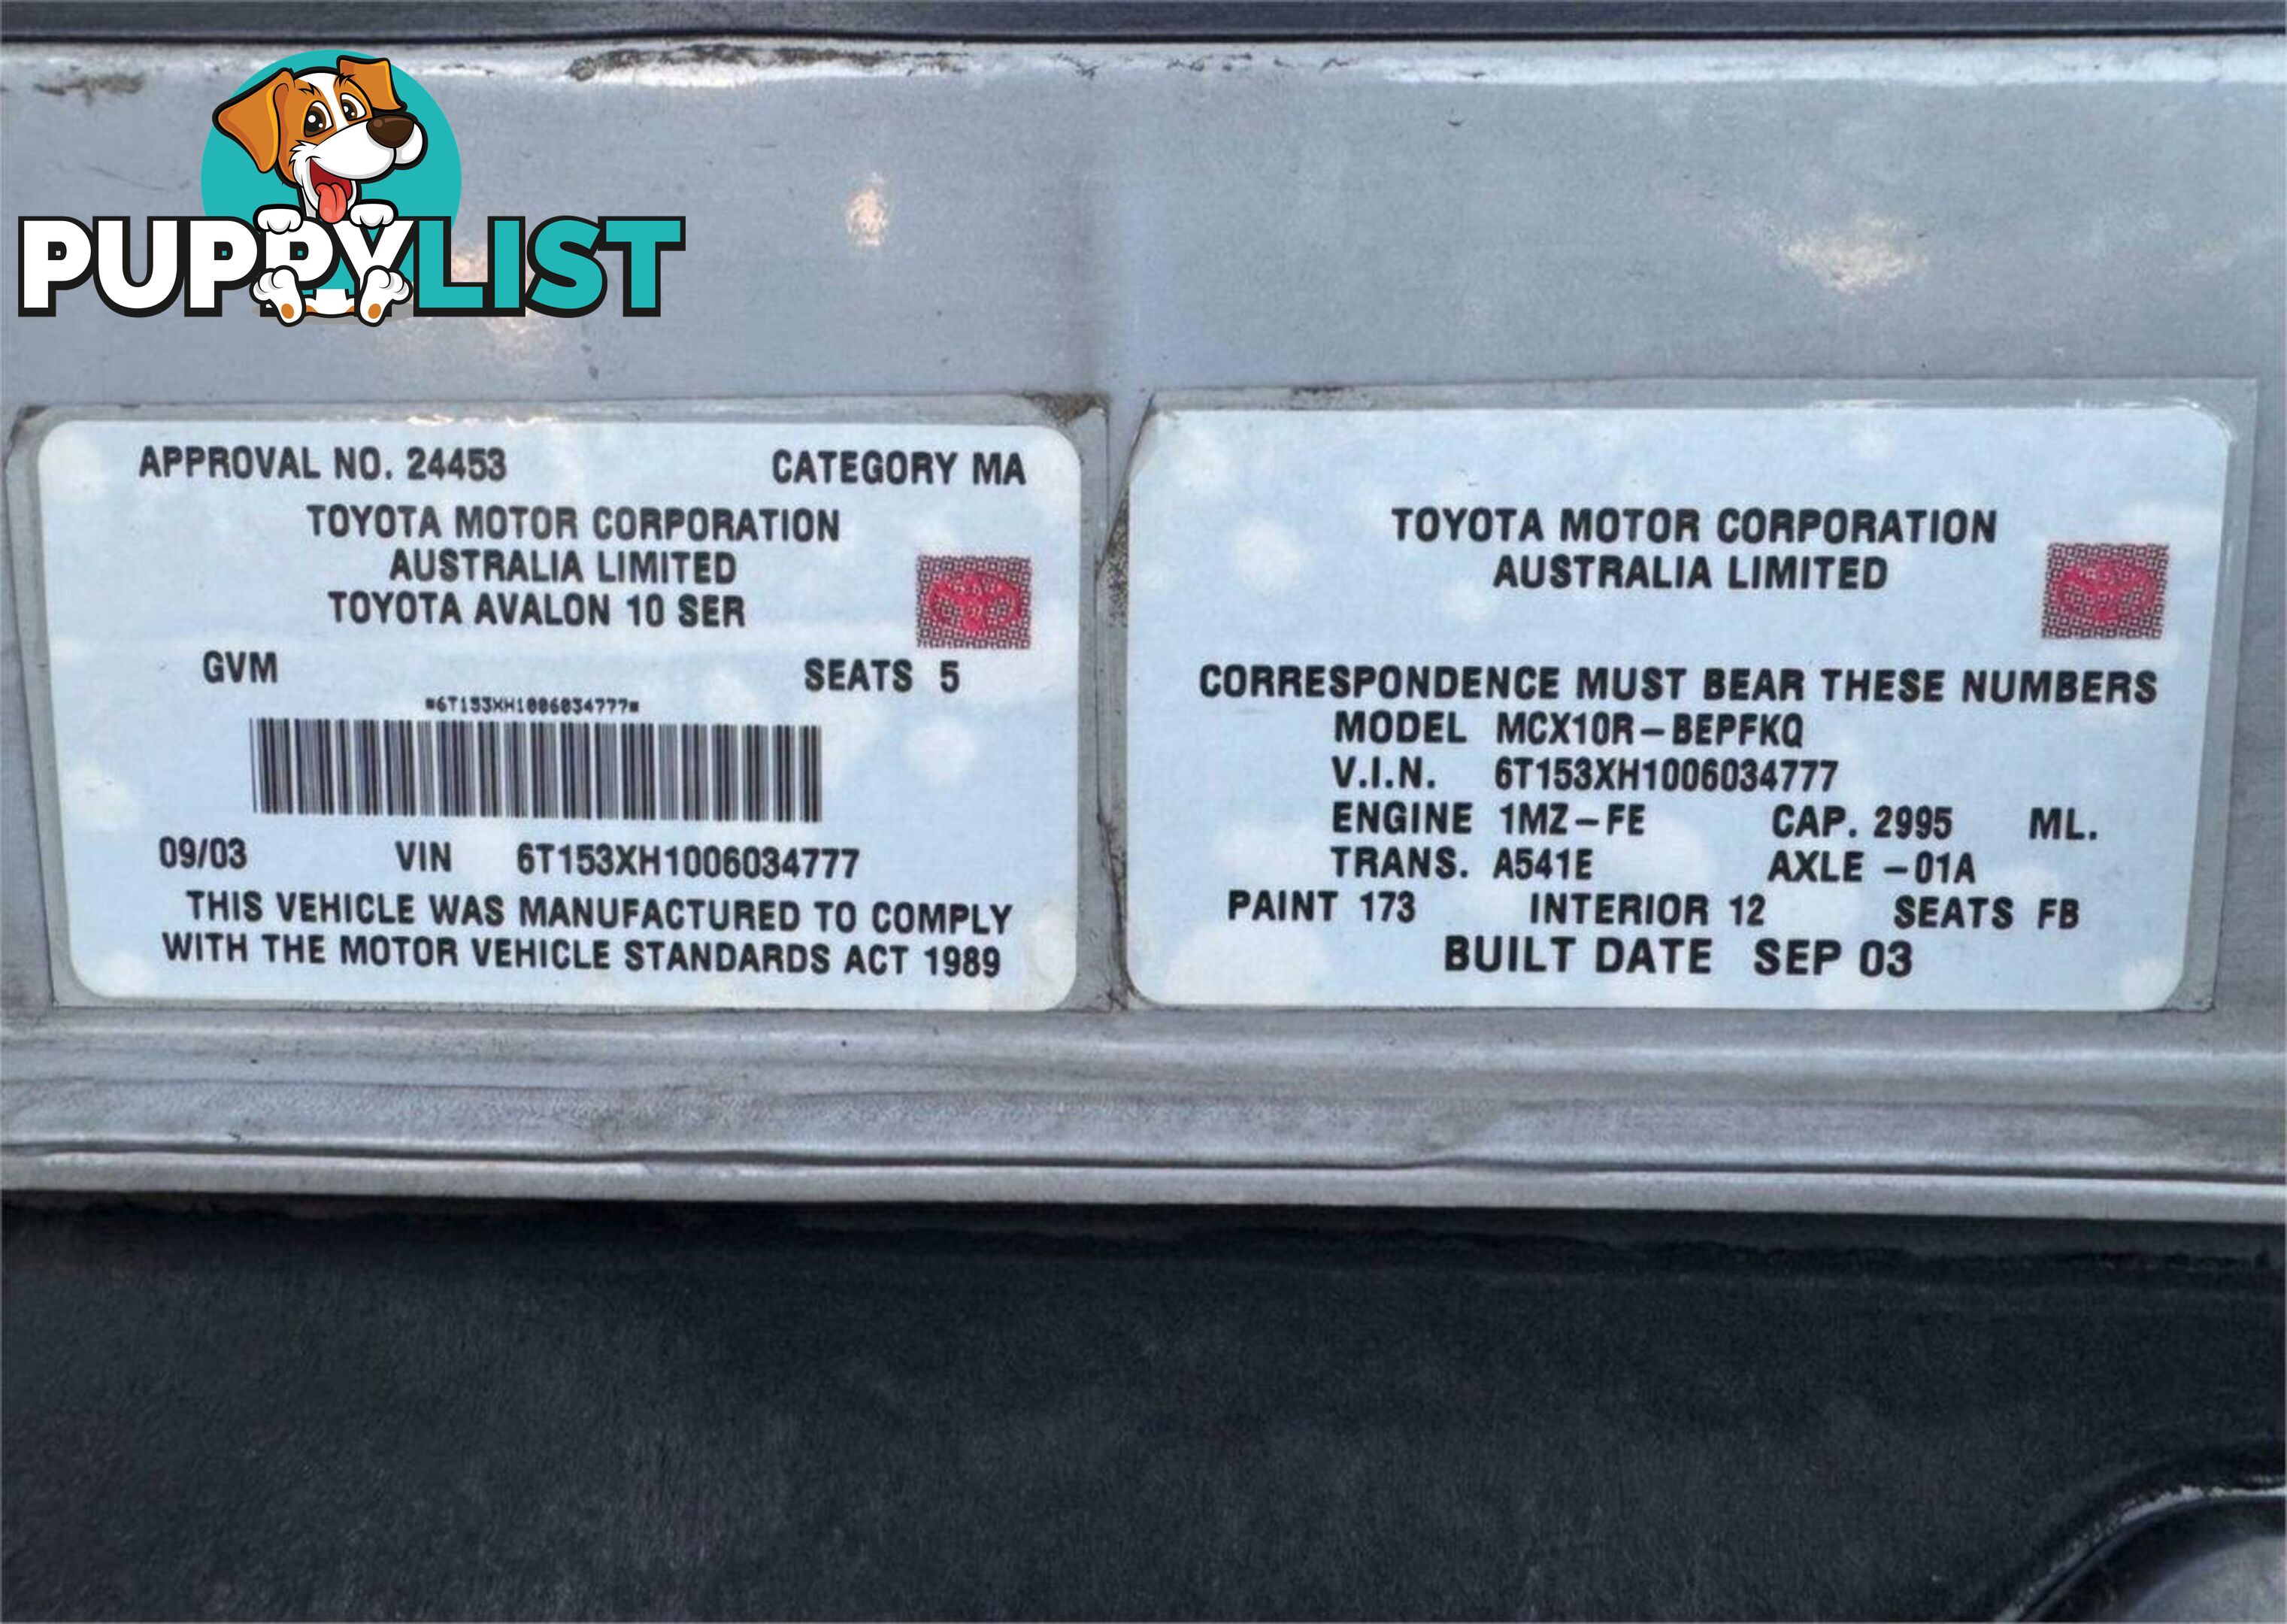 PUPPYLIST
APPROVAL NO. 24453 CATEGORY MA
TOYOTA MOTOR CORPORATION
AUSTRALIA LIMITED
TOYOTA AVALON 10 SER
GVM SEATS 5
*6T153XH1006034777*
09/03 VIN 6T153XH1006034777
THIS VEHICLE WAS MANUFACTURED TO COMPLY
WITH THE MOTOR VEHICLE STANDARDS ACT 1989
TOYOTA MOTOR CORPORATION
AUSTRALIA LIMITED
CORRESPONDENCE MUST BEAR THESE NUMBERS
MODEL MCX10R-BEPFKQ
V.I.N. 6T153XH1006034777
ENGINE 1MZ-FE CAP. 2995 ML.
TRANS. A541E AXLE -01A
PAINT 173 INTERIOR 12 SEATS FB
BUILT DATE SEP 03